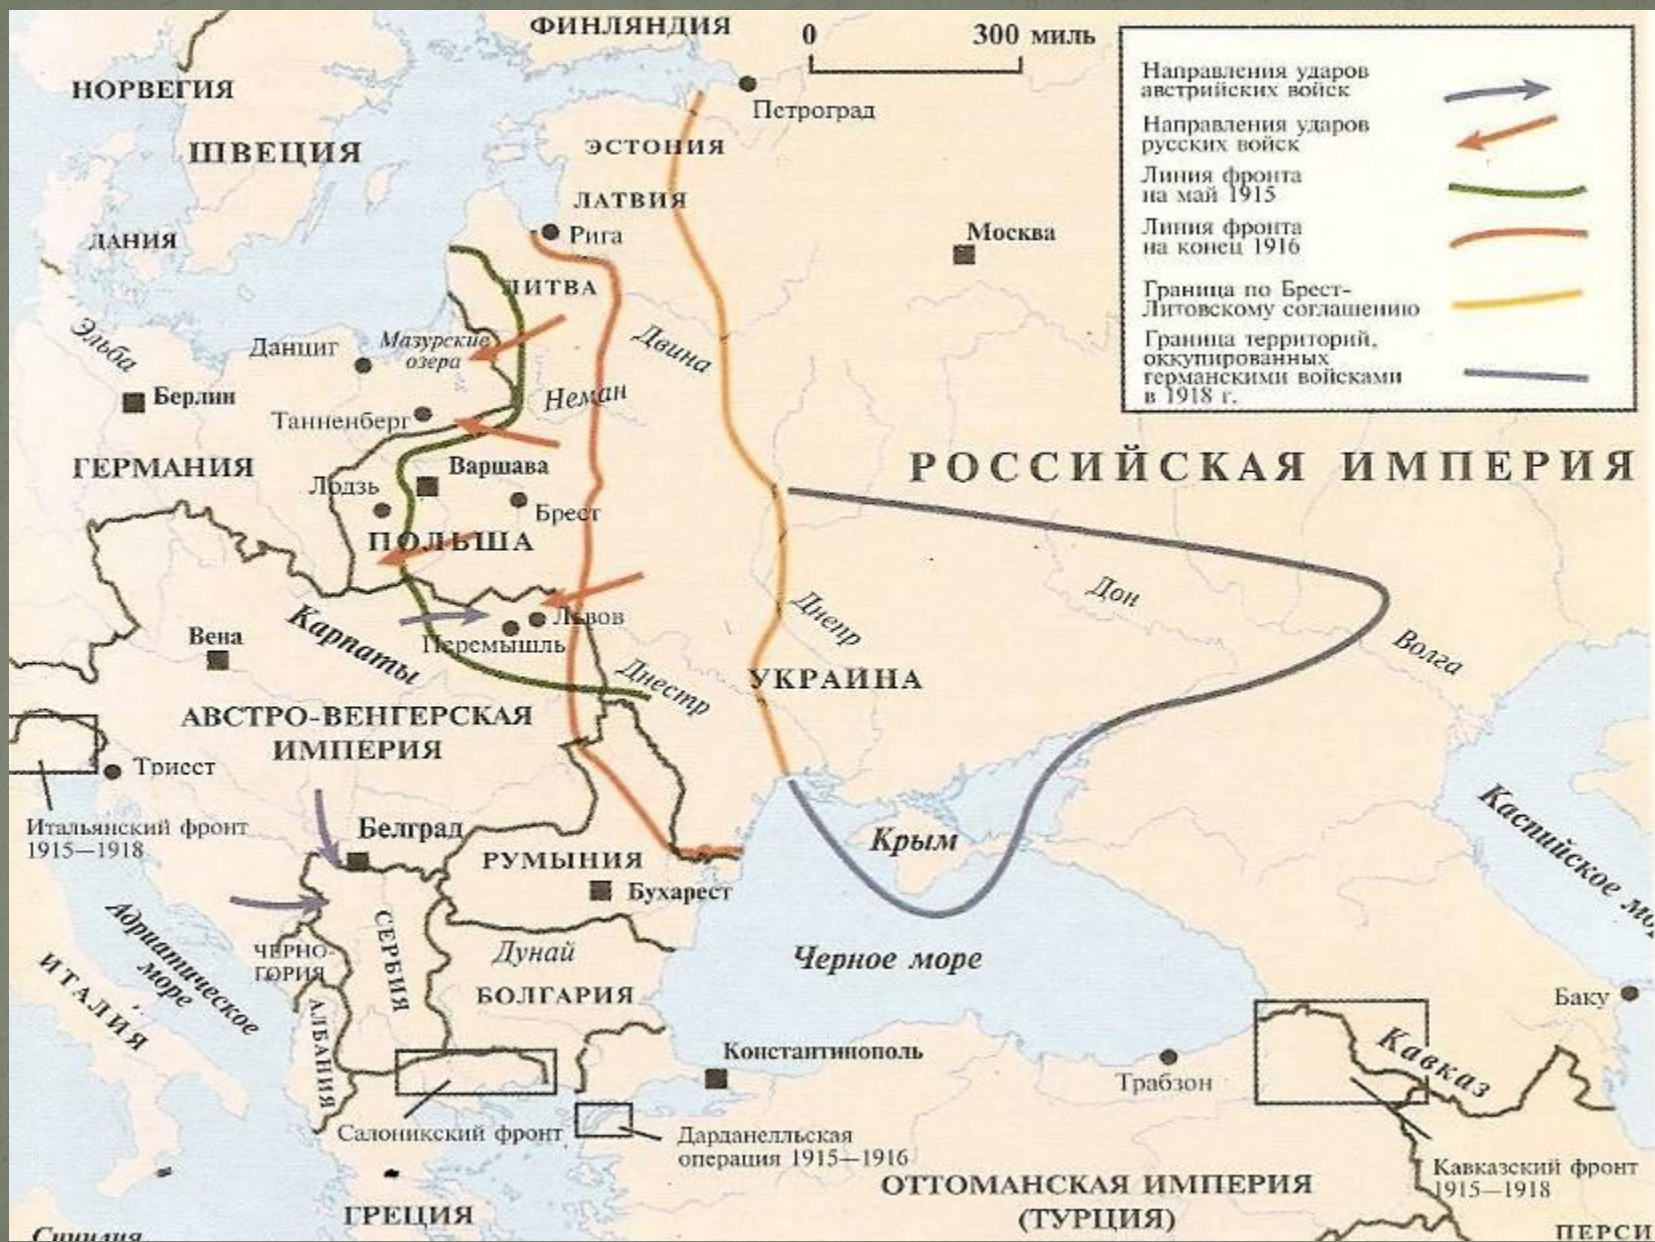 ФИНЛЯНДИЯ
0 300 миль
НОРВЕГИЯ
ШВЕЦИЯ
Петроград
ЭСТОНИЯ
ЛАТВИЯ
Рига
ДАНИЯ
ЛИТВА
Москва
Эльба
Данциг
Мазурские
озера
Двина
Берлин
Неман
Танненберг
ГЕРМАНИЯ
Варшава
Лодзь
Брест
ПОЛЬША
РОССИЙСКАЯ ИМПЕРИЯ
Направления ударов
австрийских войск
Направления ударов
русских войск
Линия фронта
на май 1915
Линия фронта
на конец 1916
Граница по Брест-
Литовскому соглашению
Граница территорий,
оккупированных
германскими войсками
в 1918 г.
Дон
Днепр
Волга
Карпаты
Львов
Перемышль
Вена
Днестр
УКРАИНА
АВСТРО-ВЕНГЕРСКАЯ
ИМПЕРИЯ
Триест
Итальянский фронт
1915—1918
Белград
РУМЫНИЯ
Бухарест
Крым
Каспийское мо
Адриатическое
море
ЧЕРНО-
ГОРИЯ
СЕРБИЯ
Дунай
Черное море
ИТАЛИЯ
БОЛГАРИЯ
АЛБАНИЯ
Баку
Константинополь
Трабзон
Кавказ
Салоникский фронт
Дарданелльская
операция 1915—1916
Кавказский фронт
1915—1918
ОТТОМАНСКАЯ ИМПЕРИЯ
(ТУРЦИЯ)
ГРЕЦИЯ
Сицилия
ПЕРСИ